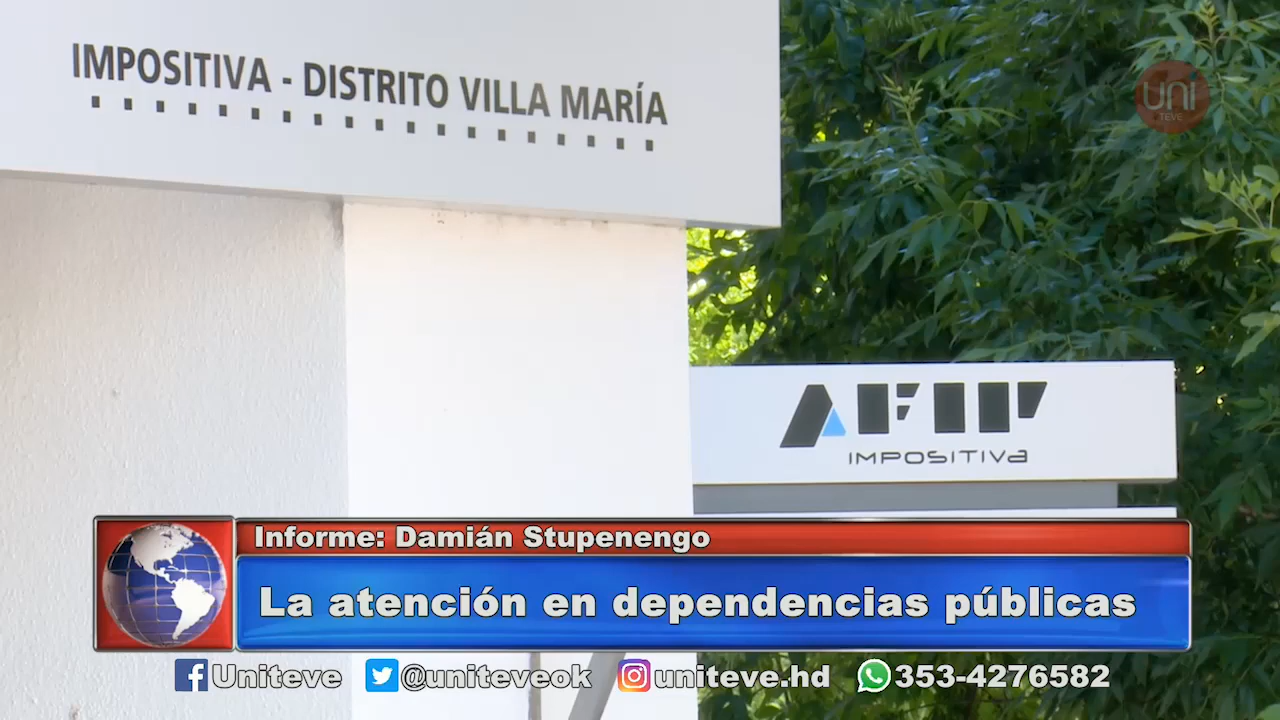 IMPOSITIVA - DISTRITO VILLA MARÍA
uni
TEVE
AFIP
IMPOSITIVA
Informe: Damián Stupenengo
La atención en dependencias públicas
Uniteve @uniteveok uniteve.hd 353-4276582